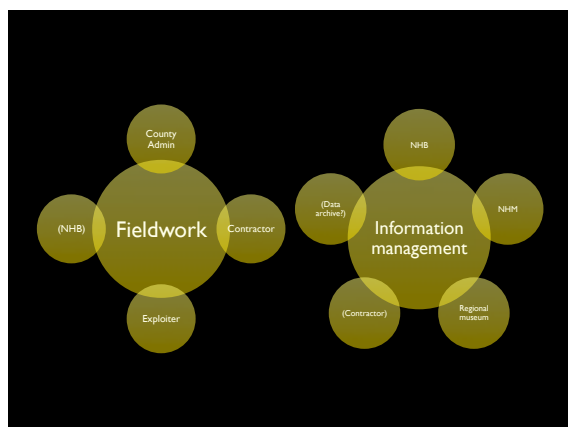 County
Admin
(NHB)
Fieldwork
Contractor
Exploiter
NHB
(Data
archive?)
NHM
Information
management
(Contractor)
Regional
museum